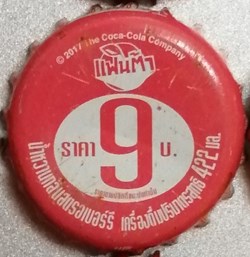 © 2017 The Coca-Cola Company
แฟนต้า
ราคา 9 บ.
น้ำหวานกลิ่นสตรอเบอร์รี เครื่องดื่มปริมาตรสุทธิ 422 มล.